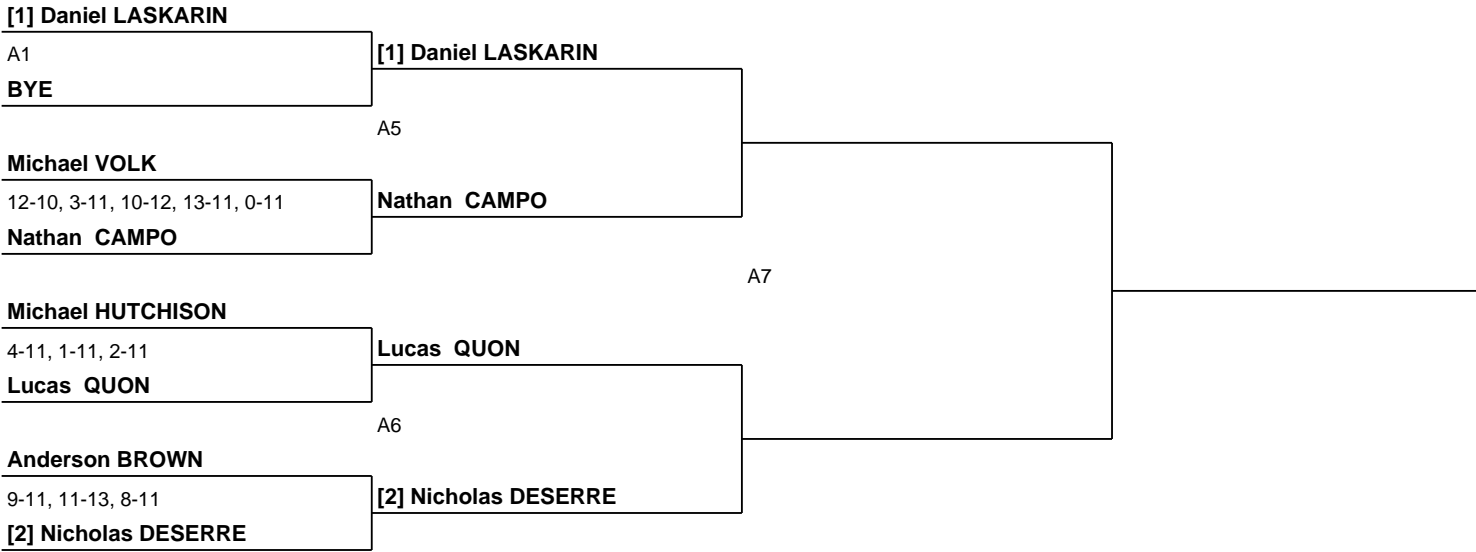 [1] Daniel LASKARIN
A1
[1] Daniel LASKARIN
BYE
A5
Michael VOLK
12-10, 3-11, 10-12, 13-11, 0-11
Nathan CAMPO
Nathan CAMPO
A7
Michael HUTCHISON
4-11, 1-11, 2-11
Lucas QUON
Lucas QUON
A6
Anderson BROWN
9-11, 11-13, 8-11
[2] Nicholas DESERRE
[2] Nicholas DESERRE